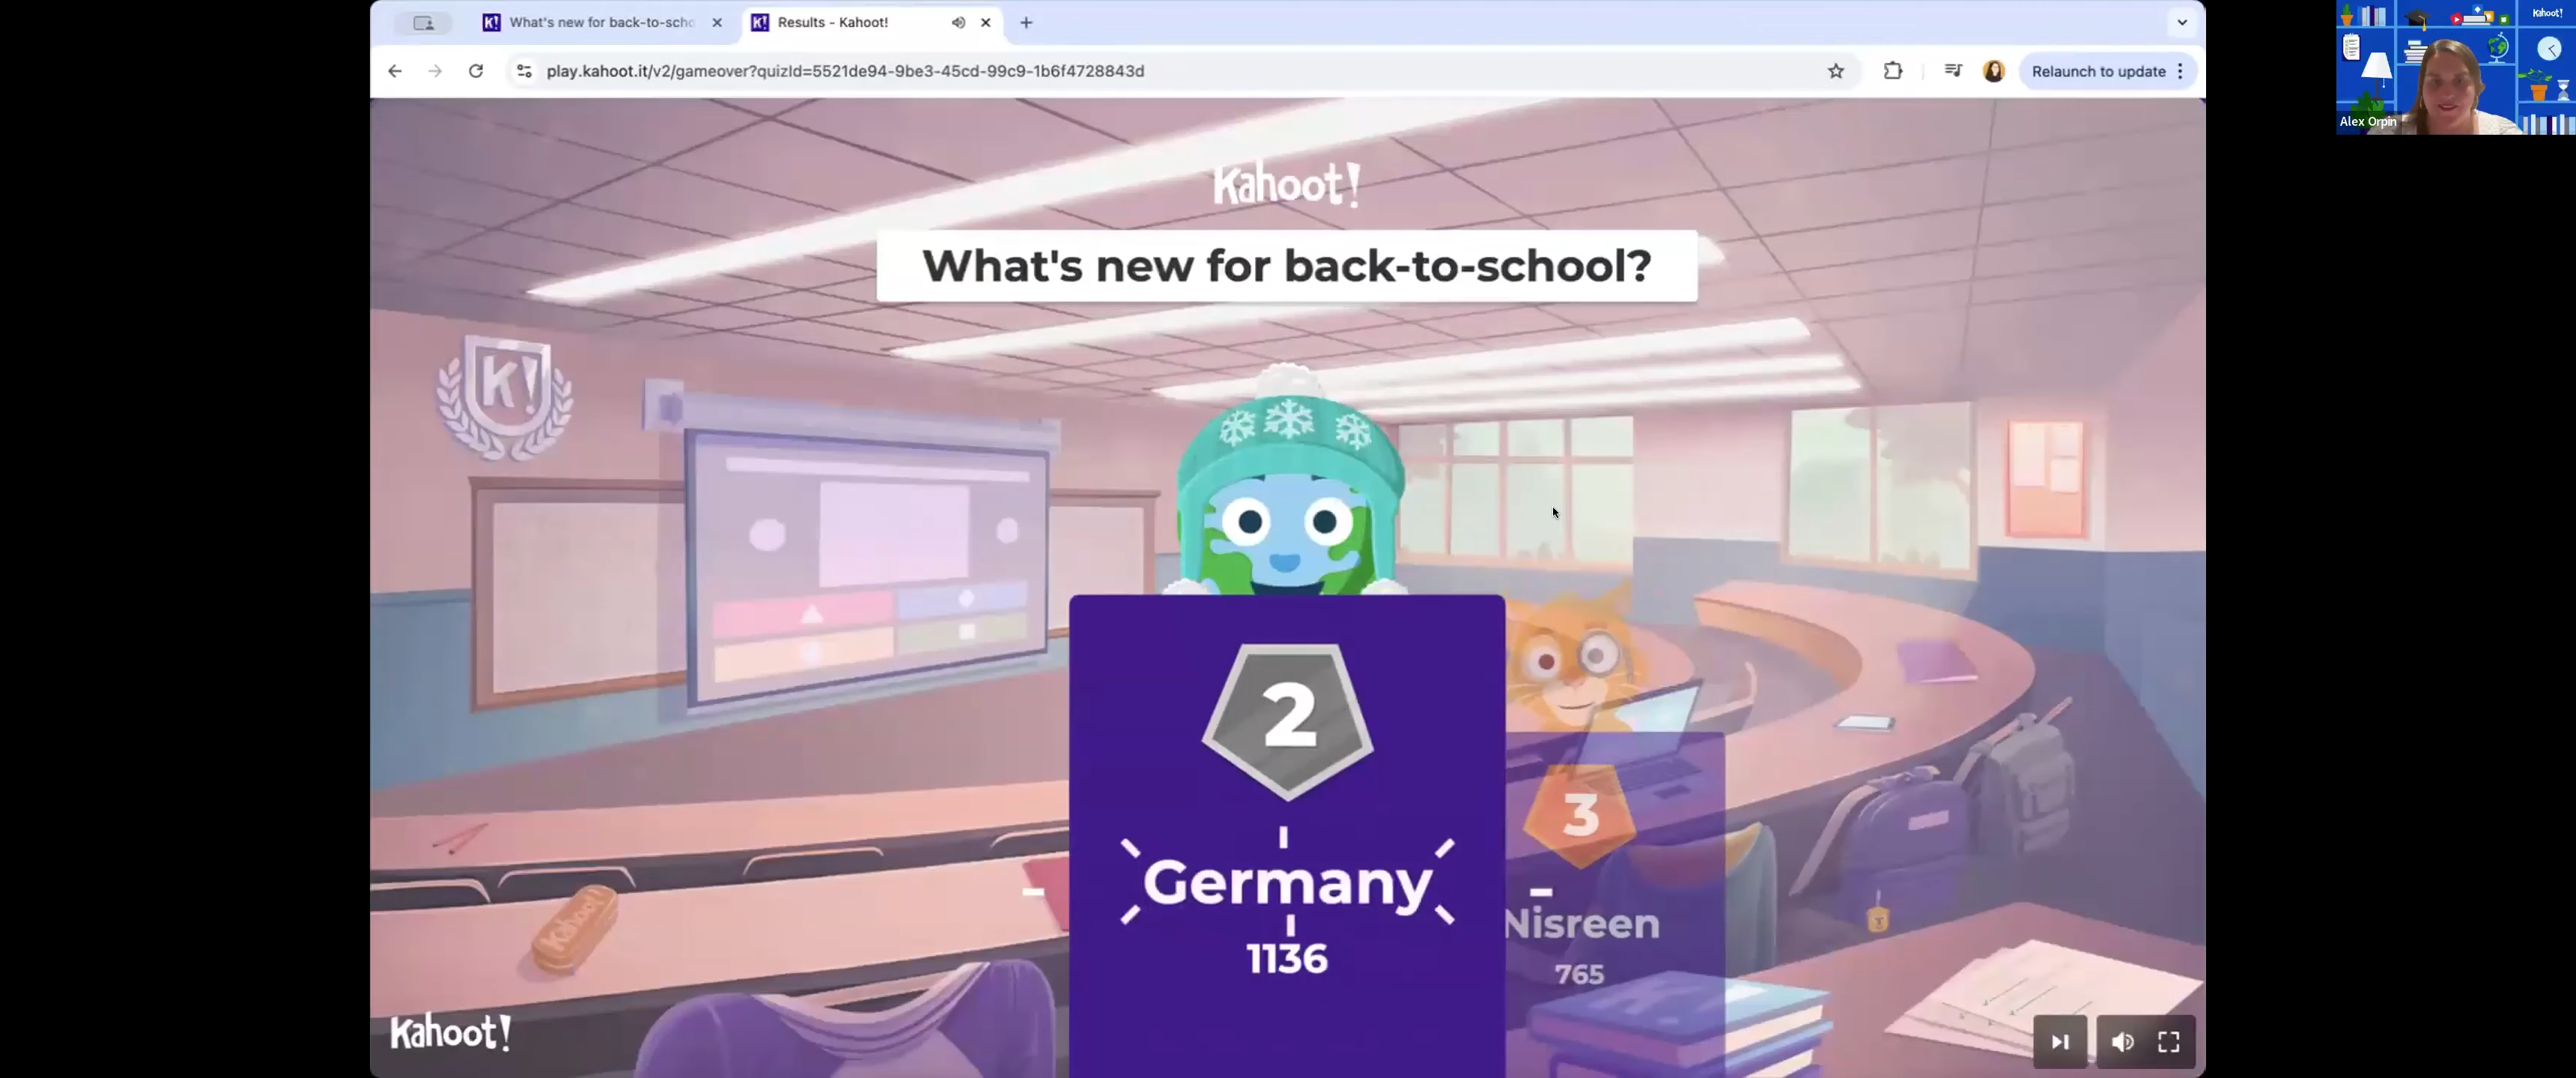 What's new for back-to-scho
Results - Kahoot!
play.kahoot.it/v2/gameover?quizId=5521de94-9be3-45cd-99c9-1b6f4728843d
Relaunch to update
Kahoot!
Alex Orpin
Kahoot!
What's new for back-to-school?
K!
2
Germany
1136
3
Nisreen
765
Kahoot!
Kahoot!